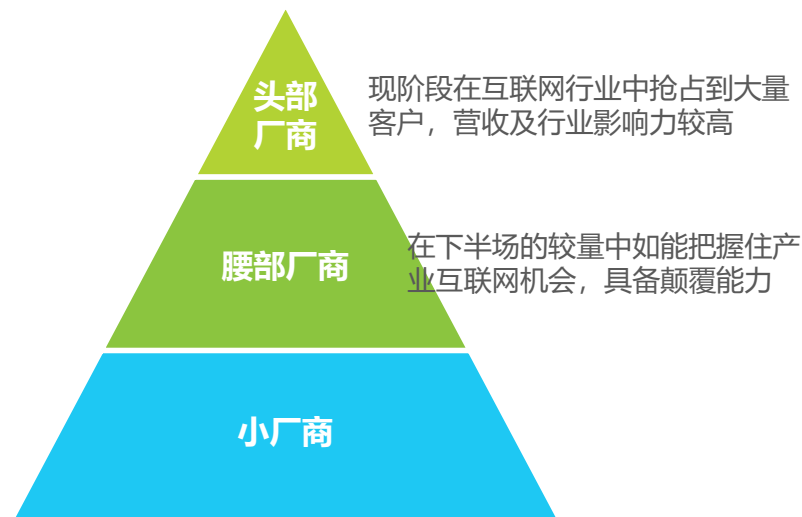 头部
厂商
现阶段在互联网行业中抢占到大量
客户，营收及行业影响力较高
腰部厂商
在下半场的较量中如能把握住产
业互联网机会，具备颠覆能力
小厂商